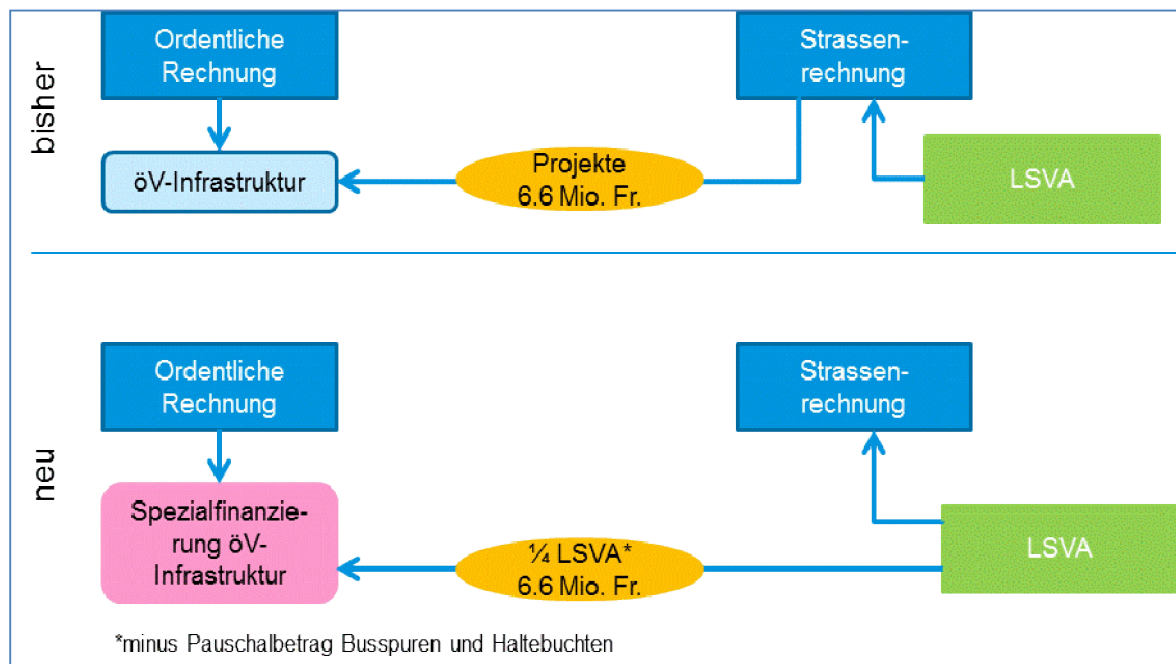 bisher
Ordentliche
Rechnung
Strassen-
rechnung
öV-Infrastruktur
Projekte
6.6 Mio. Fr.
LSVA
neu
Ordentliche
Rechnung
Strassen-
rechnung
Spezialfinanzie-
rung öV-
Infrastruktur
¼ LSVA*
6.6 Mio. Fr.
LSVA
*minus Pauschalbetrag Busspuren und Haltebuchten